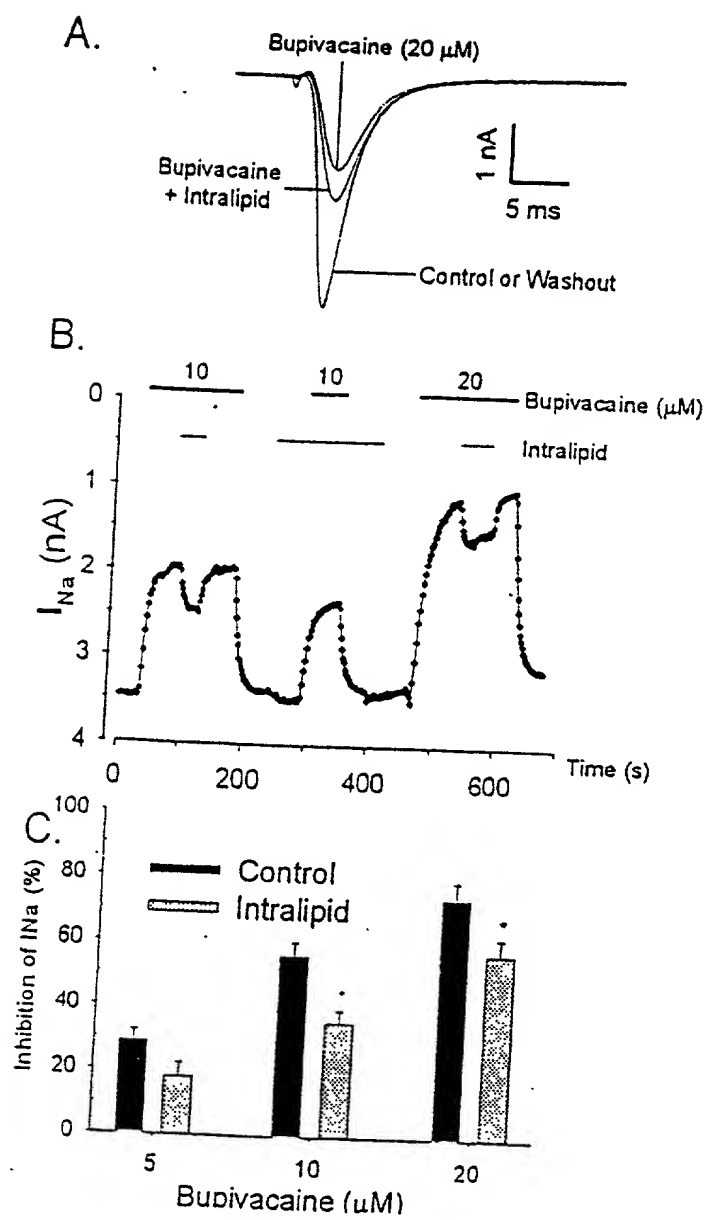 A.
Bupivacaine (20 μM)
Bupivacaine
+ Intralipid
1 nA
5 ms
Control or Washout
B.
10
10
20
Bupivacaine (μM)
Intralipid
0
1
2
3
4
INa (nA)
0
200
400
600
Time (s)
C.
100
80
60
40
20
0
Inhibition of INa (%)
Control
Intralipid
*
*
5
10
20
Bupivacaine (μM)